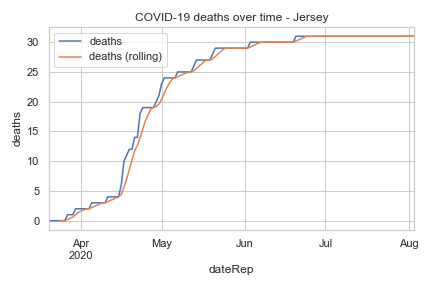 COVID-19 deaths over time - Jersey
deaths
deaths (rolling)
30
25
20
15
10
5
0
deaths
Apr
2020
May
Jun
Jul
Aug
dateRep